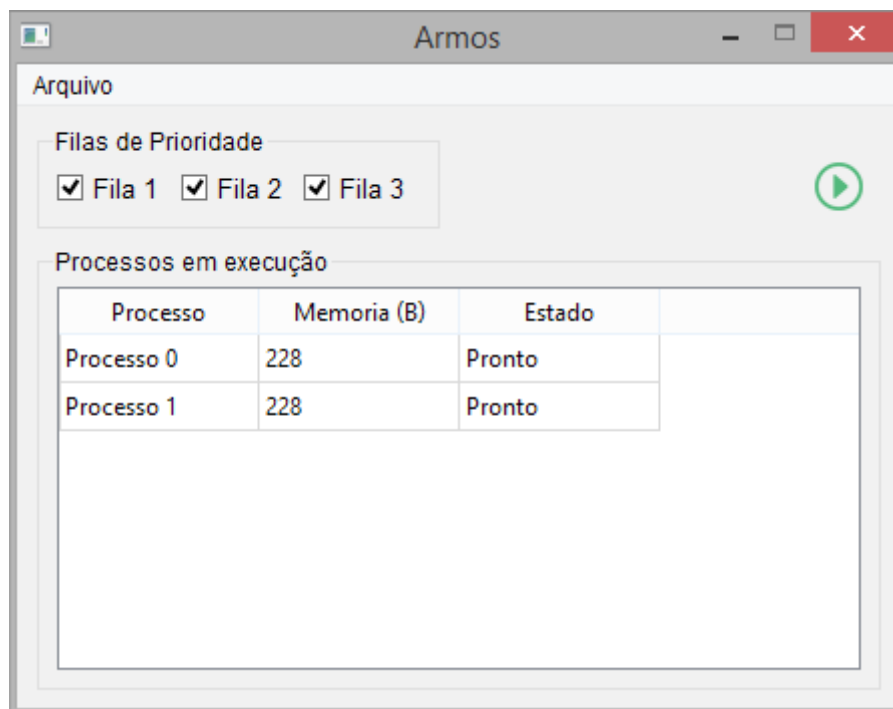 Armos
Arquivo
Filas de Prioridade
Fila 1 Fila 2 Fila 3
Processos em execução
Processo Memoria (B) Estado
Processo 0 228 Pronto
Processo 1 228 Pronto